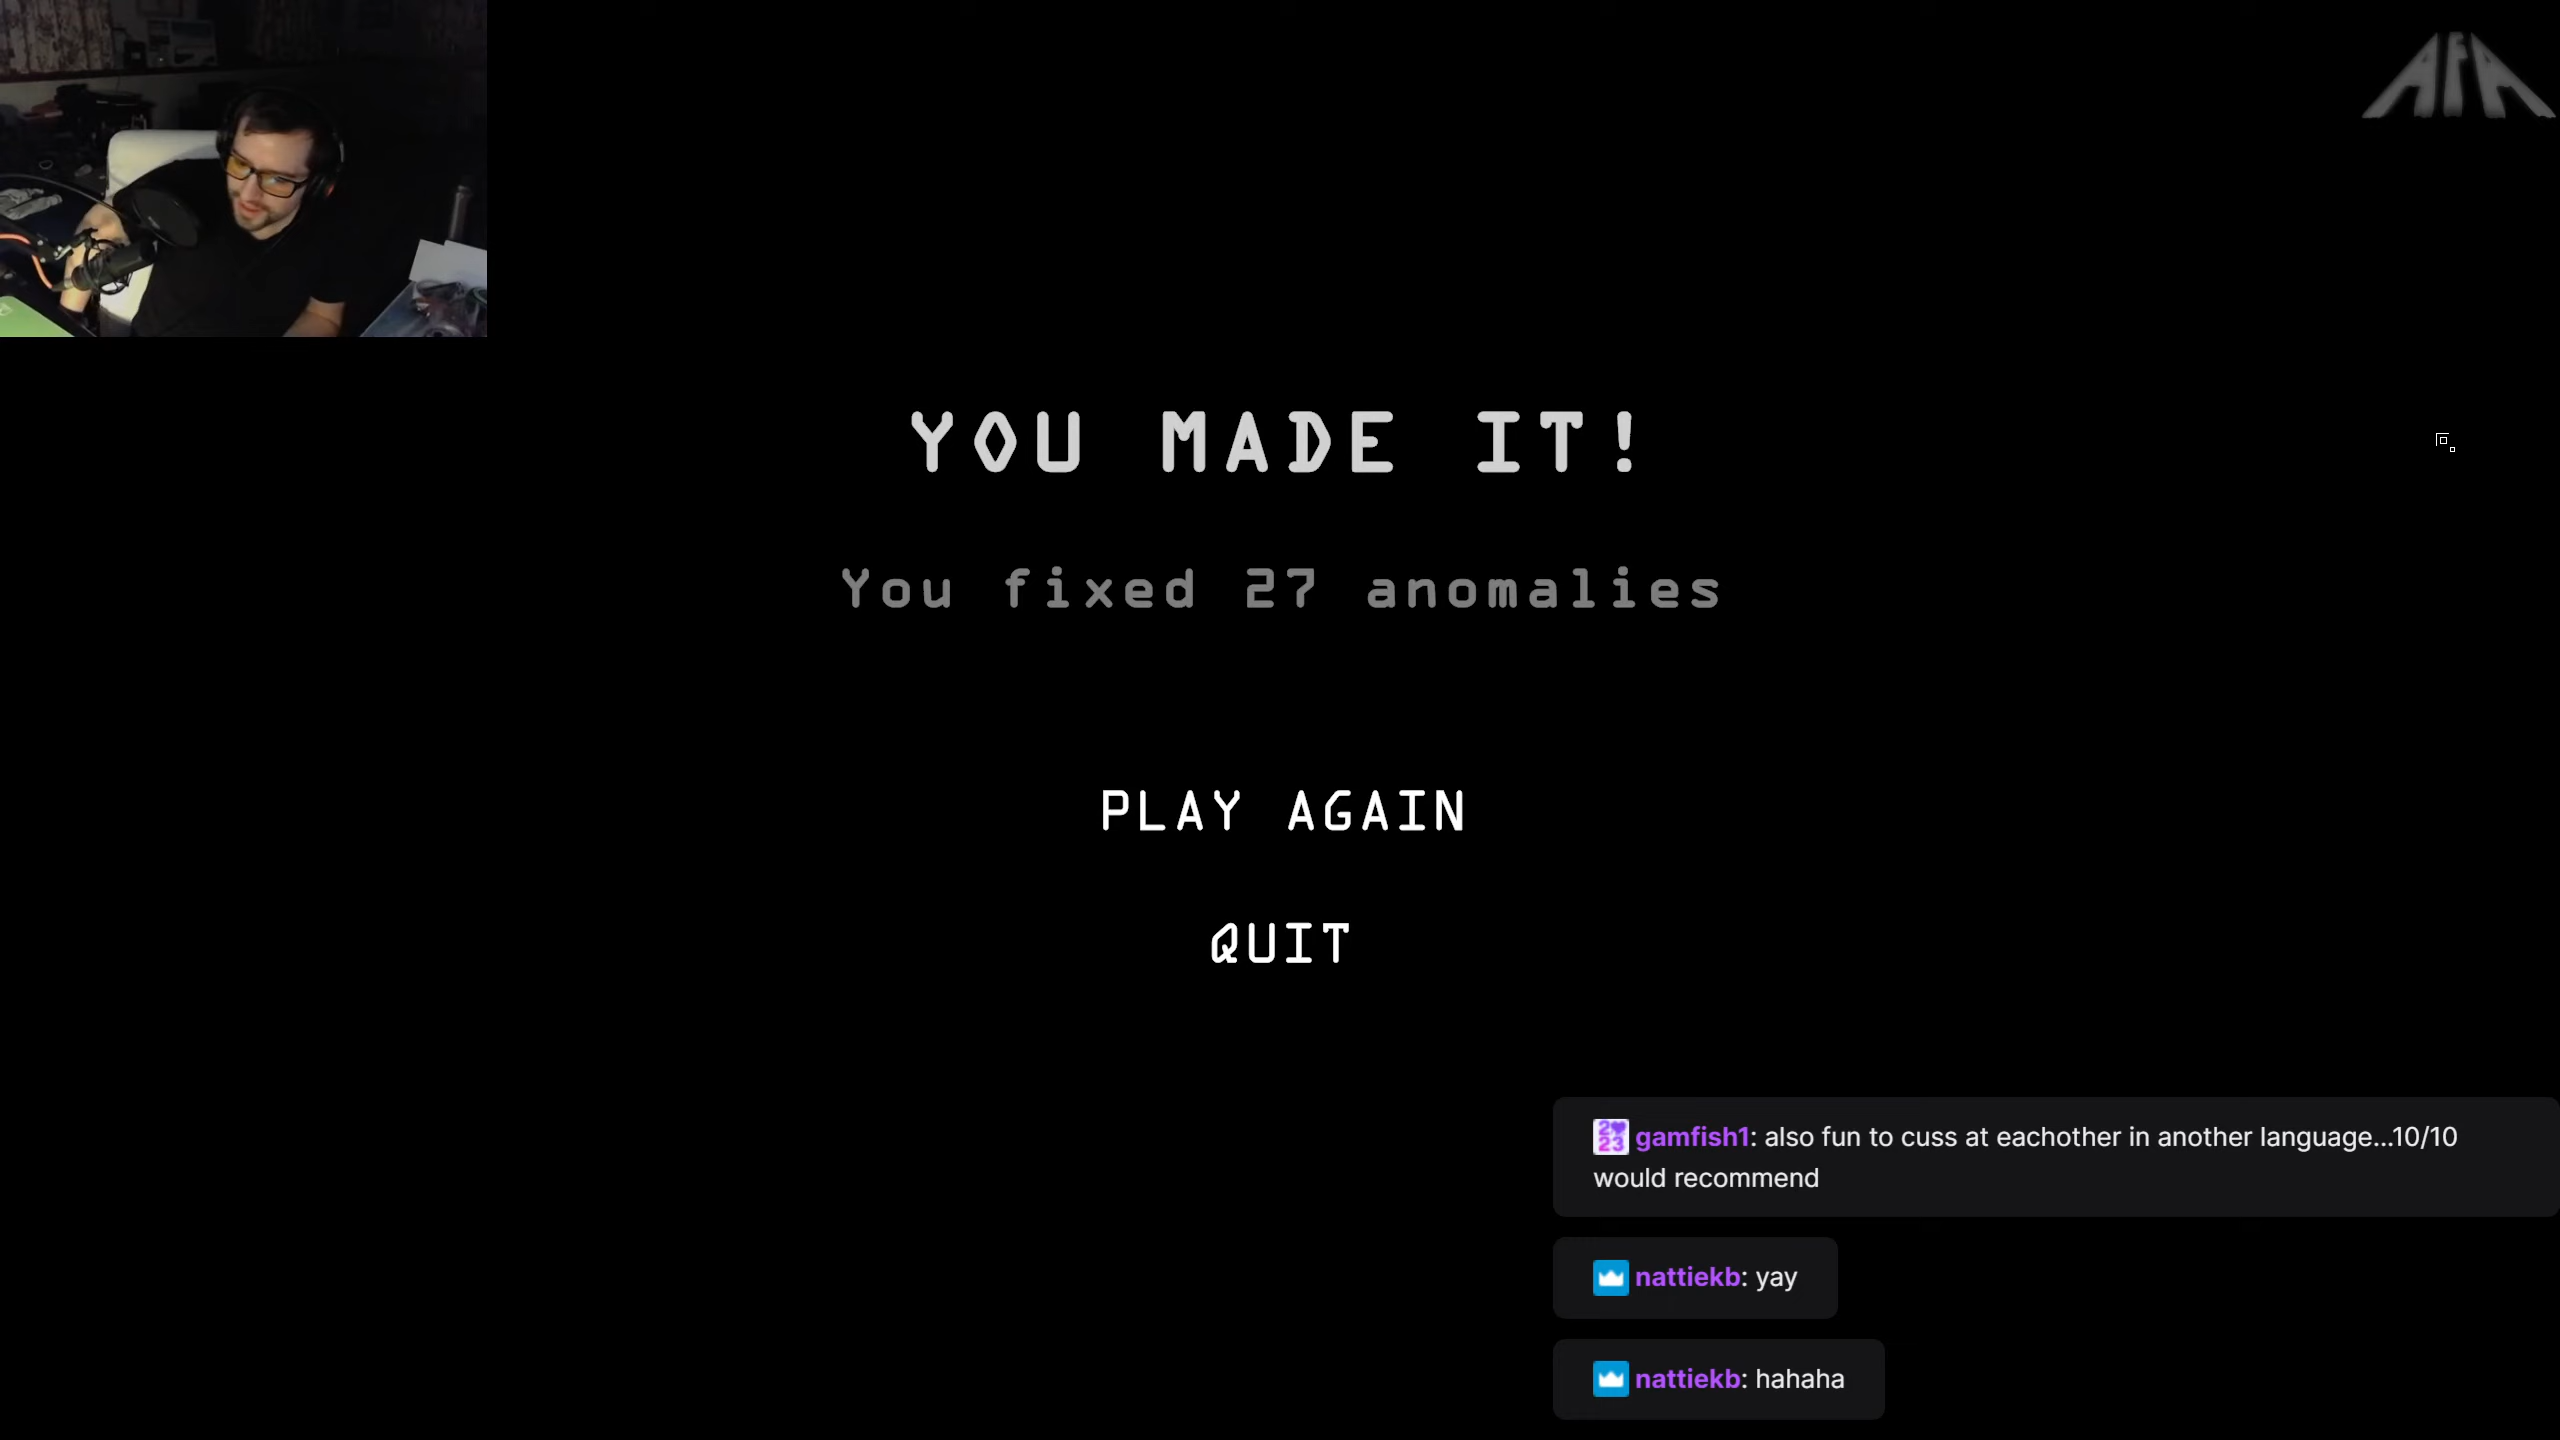 AFA
YOU MADE IT!
You fixed 27 anomalies
PLAY AGAIN
QUIT
gamfish1: also fun to cuss at eachother in another language...10/10
would recommend
nattiekb: yay
nattiekb: hahaha